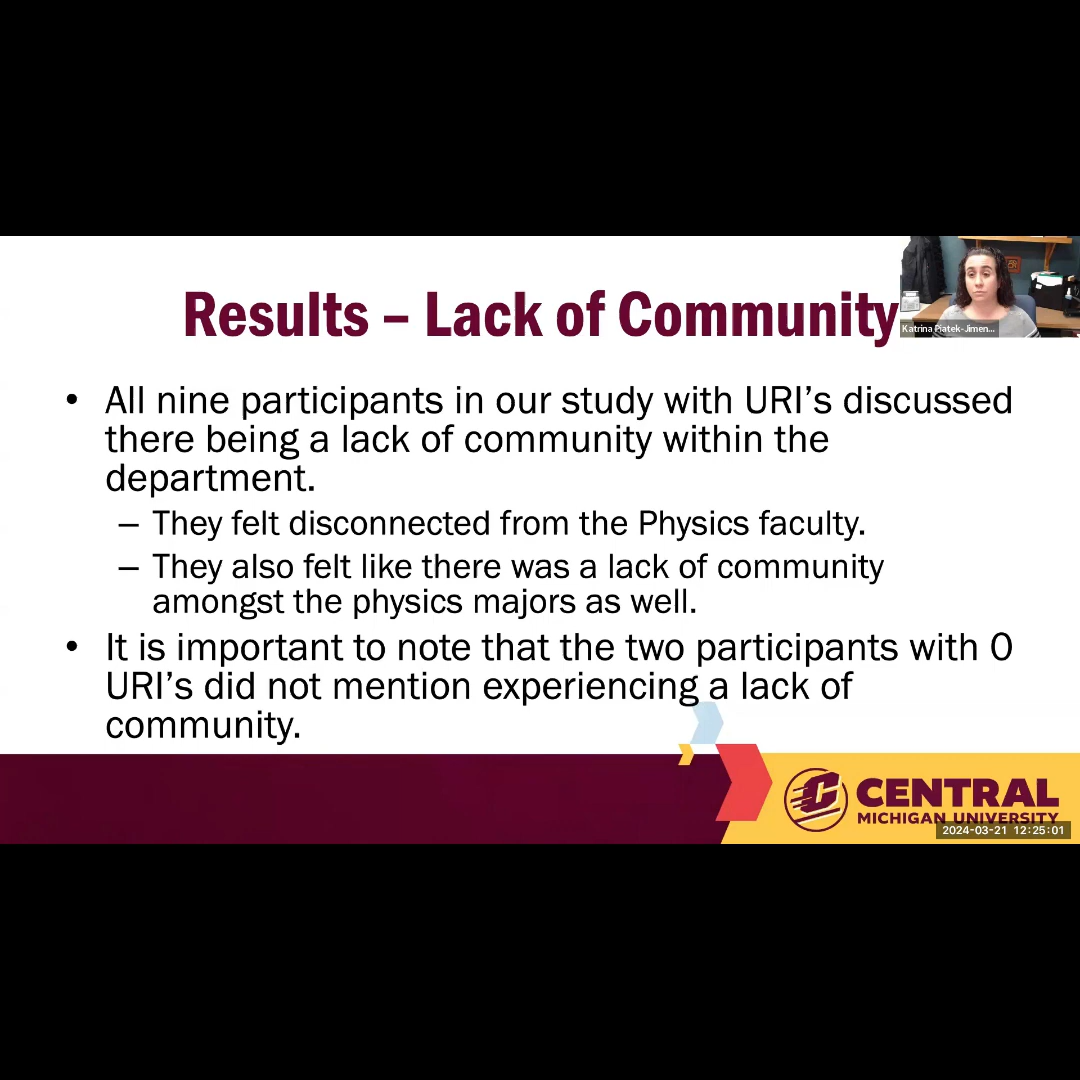 Results – Lack of Community
Katrina Piatek-Jimen...
• All nine participants in our study with URI’s discussed
there being a lack of community within the
department.
– They felt disconnected from the Physics faculty.
– They also felt like there was a lack of community
amongst the physics majors as well.
• It is important to note that the two participants with 0
URI’s did not mention experiencing a lack of
community.
C
CENTRAL
MICHIGAN UNIVERSITY
2024-03-21 12:25:01